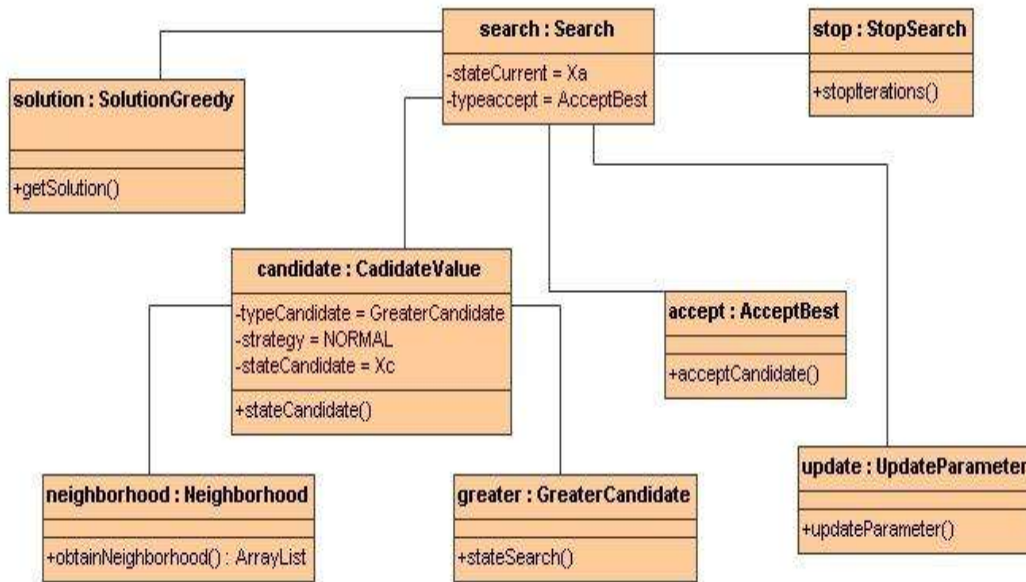 search : Search
-stateCurrent = Xa
-typeaccept = AcceptBest
stop : StopSearch
+stopIterations()
solution : SolutionGreedy
+getSolution()
candidate : CadidateValue
-typeCandidate = GreaterCandidate
-strategy = NORMAL
-stateCandidate = Xc
+stateCandidate()
accept : AcceptBest
+acceptCandidate()
neighborhood : Neighborhood
+obtainNeighborhood() : ArrayList
greater : GreaterCandidate
+stateSearch()
update : UpdateParameter
+updateParameter()